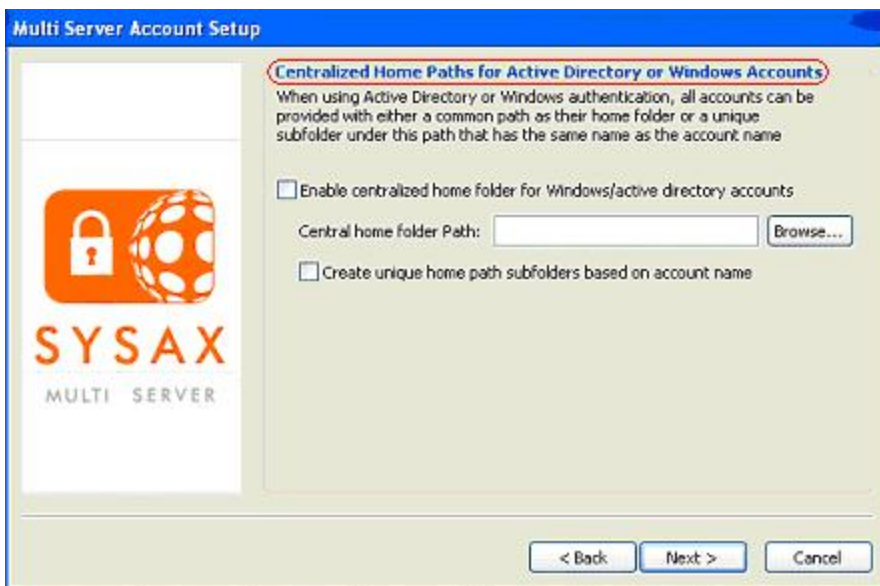 Multi Server Account Setup
Centralized Home Paths for Active Directory or Windows Accounts
When using Active Directory or Windows authentication, all accounts can be
provided with either a common path as their home folder or a unique
subfolder under this path that has the same name as the account name
Enable centralized home folder for Windows/active directory accounts
Central home folder Path:
Browse...
Create unique home path subfolders based on account name
SYSAX
MULTI SERVER
< Back
Next >
Cancel